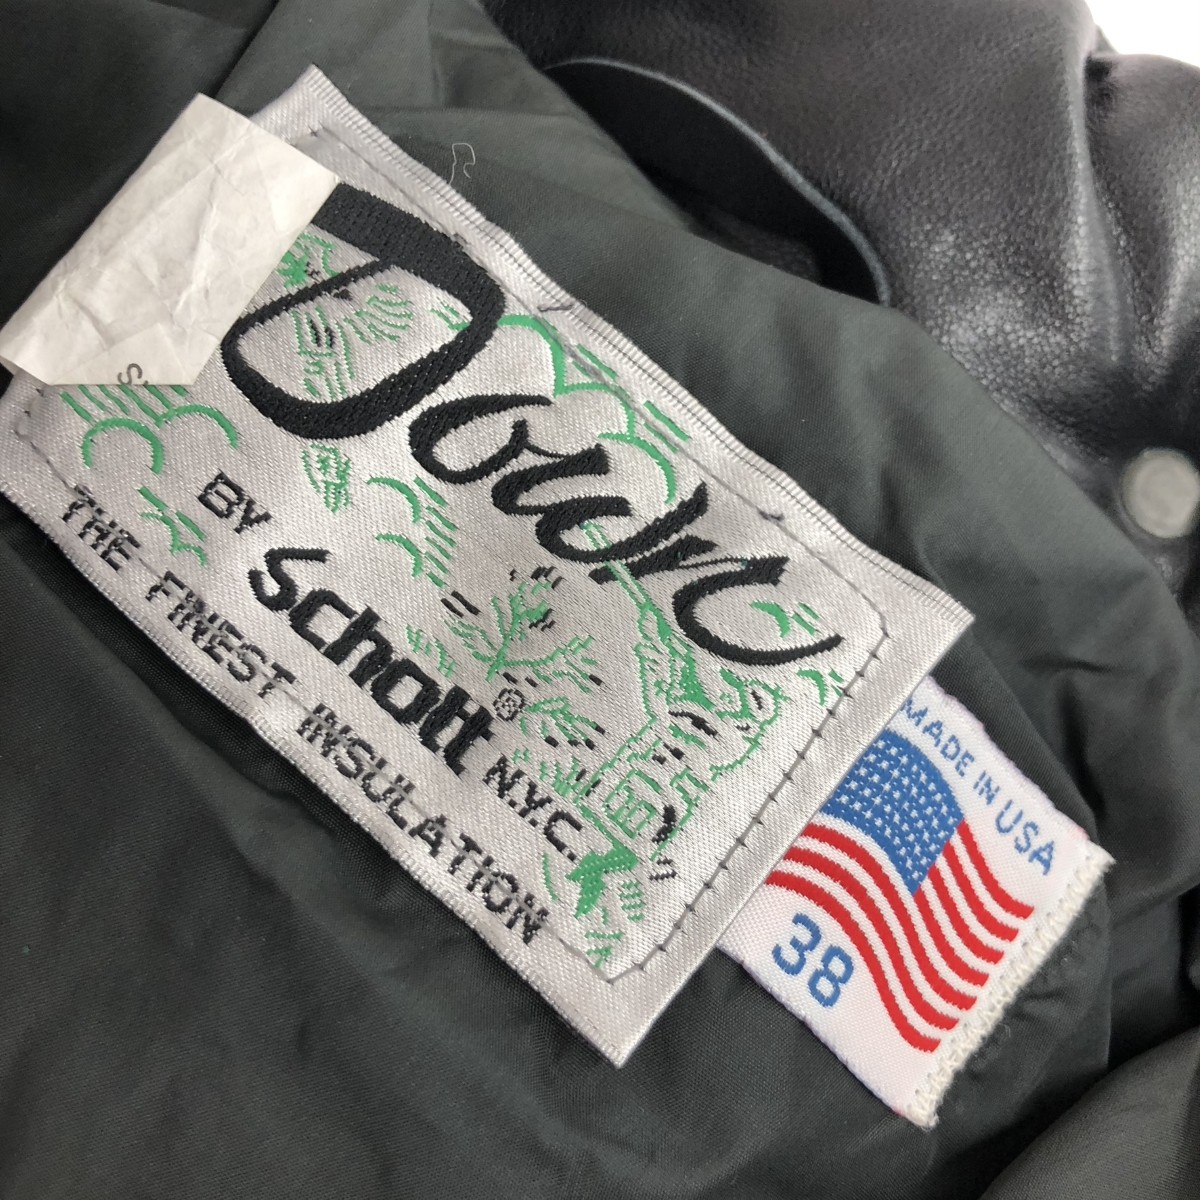 Down
BY Schott® N.Y.C.
THE FINEST INSULATION
MADE IN USA
38